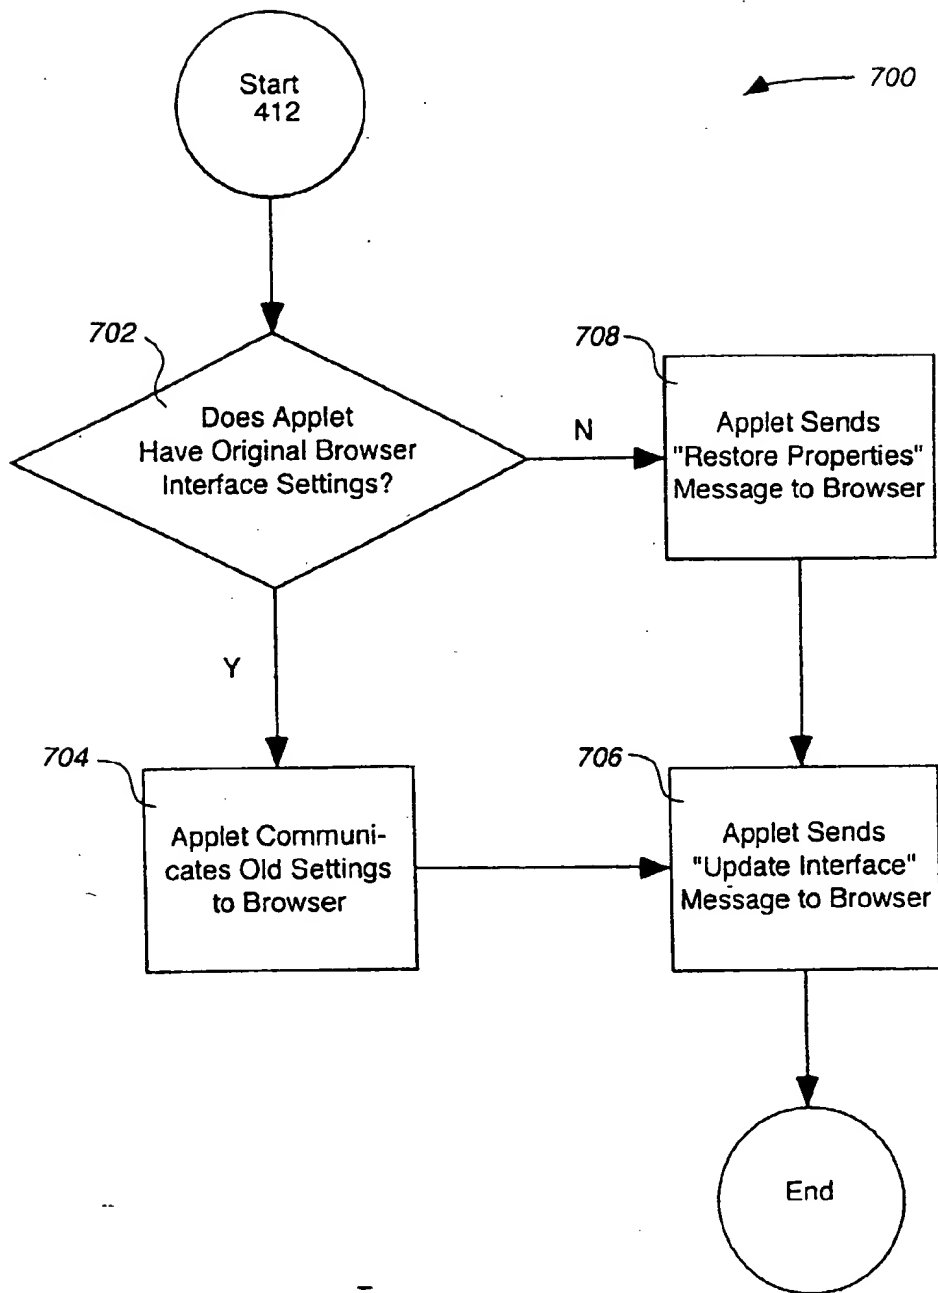 Start
412
700
702
Does Applet
Have Original Browser
Interface Settings?
N
708
Applet Sends
"Restore Properties"
Message to Browser
Y
704
Applet Communi-
cates Old Settings
to Browser
706
Applet Sends
"Update Interface"
Message to Browser
End